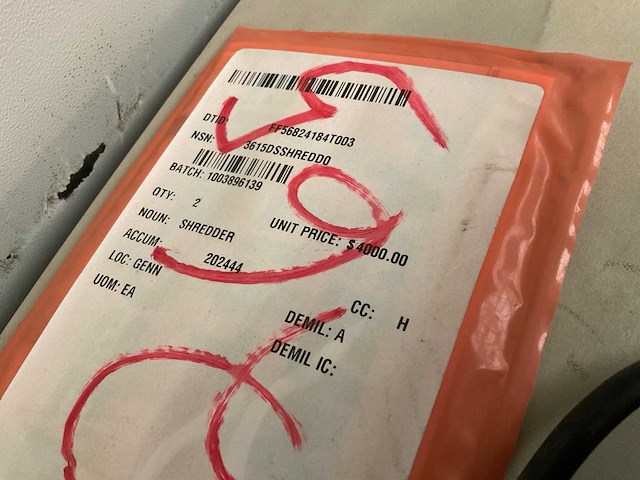 DTID: FF56824184T003
NSN: 3615DSSHREDD0
BATCH: 1003896139
QTY: 2
UNIT PRICE: $4000.00
NOUN: SHREDDER
ACCUM: 202444
LOC: GENN
CC: H
UOM: EA
DEMIL: A
DEMIL IC: